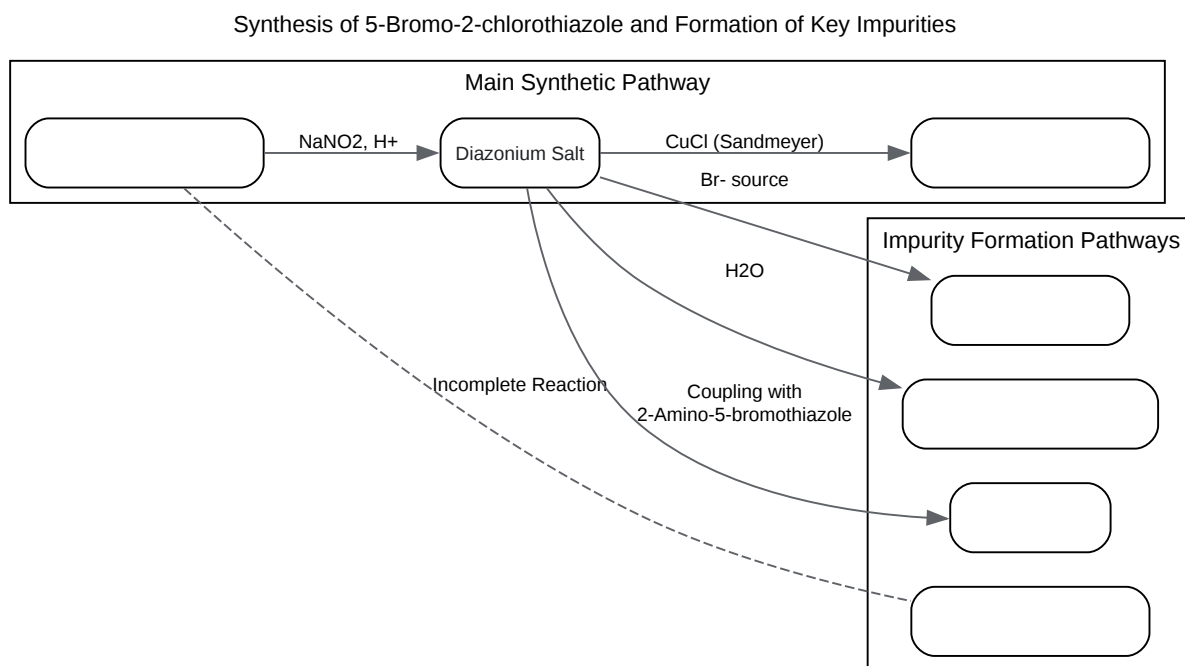 Synthesis of 5-Bromo-2-chlorothiazole and Formation of Key Impurities
Main Synthetic Pathway
NaNO2, H+
Diazonium Salt
CuCl (Sandmeyer)
Br- source
Impurity Formation Pathways
H2O
Incomplete Reaction
Coupling with
2-Amino-5-bromothiazole